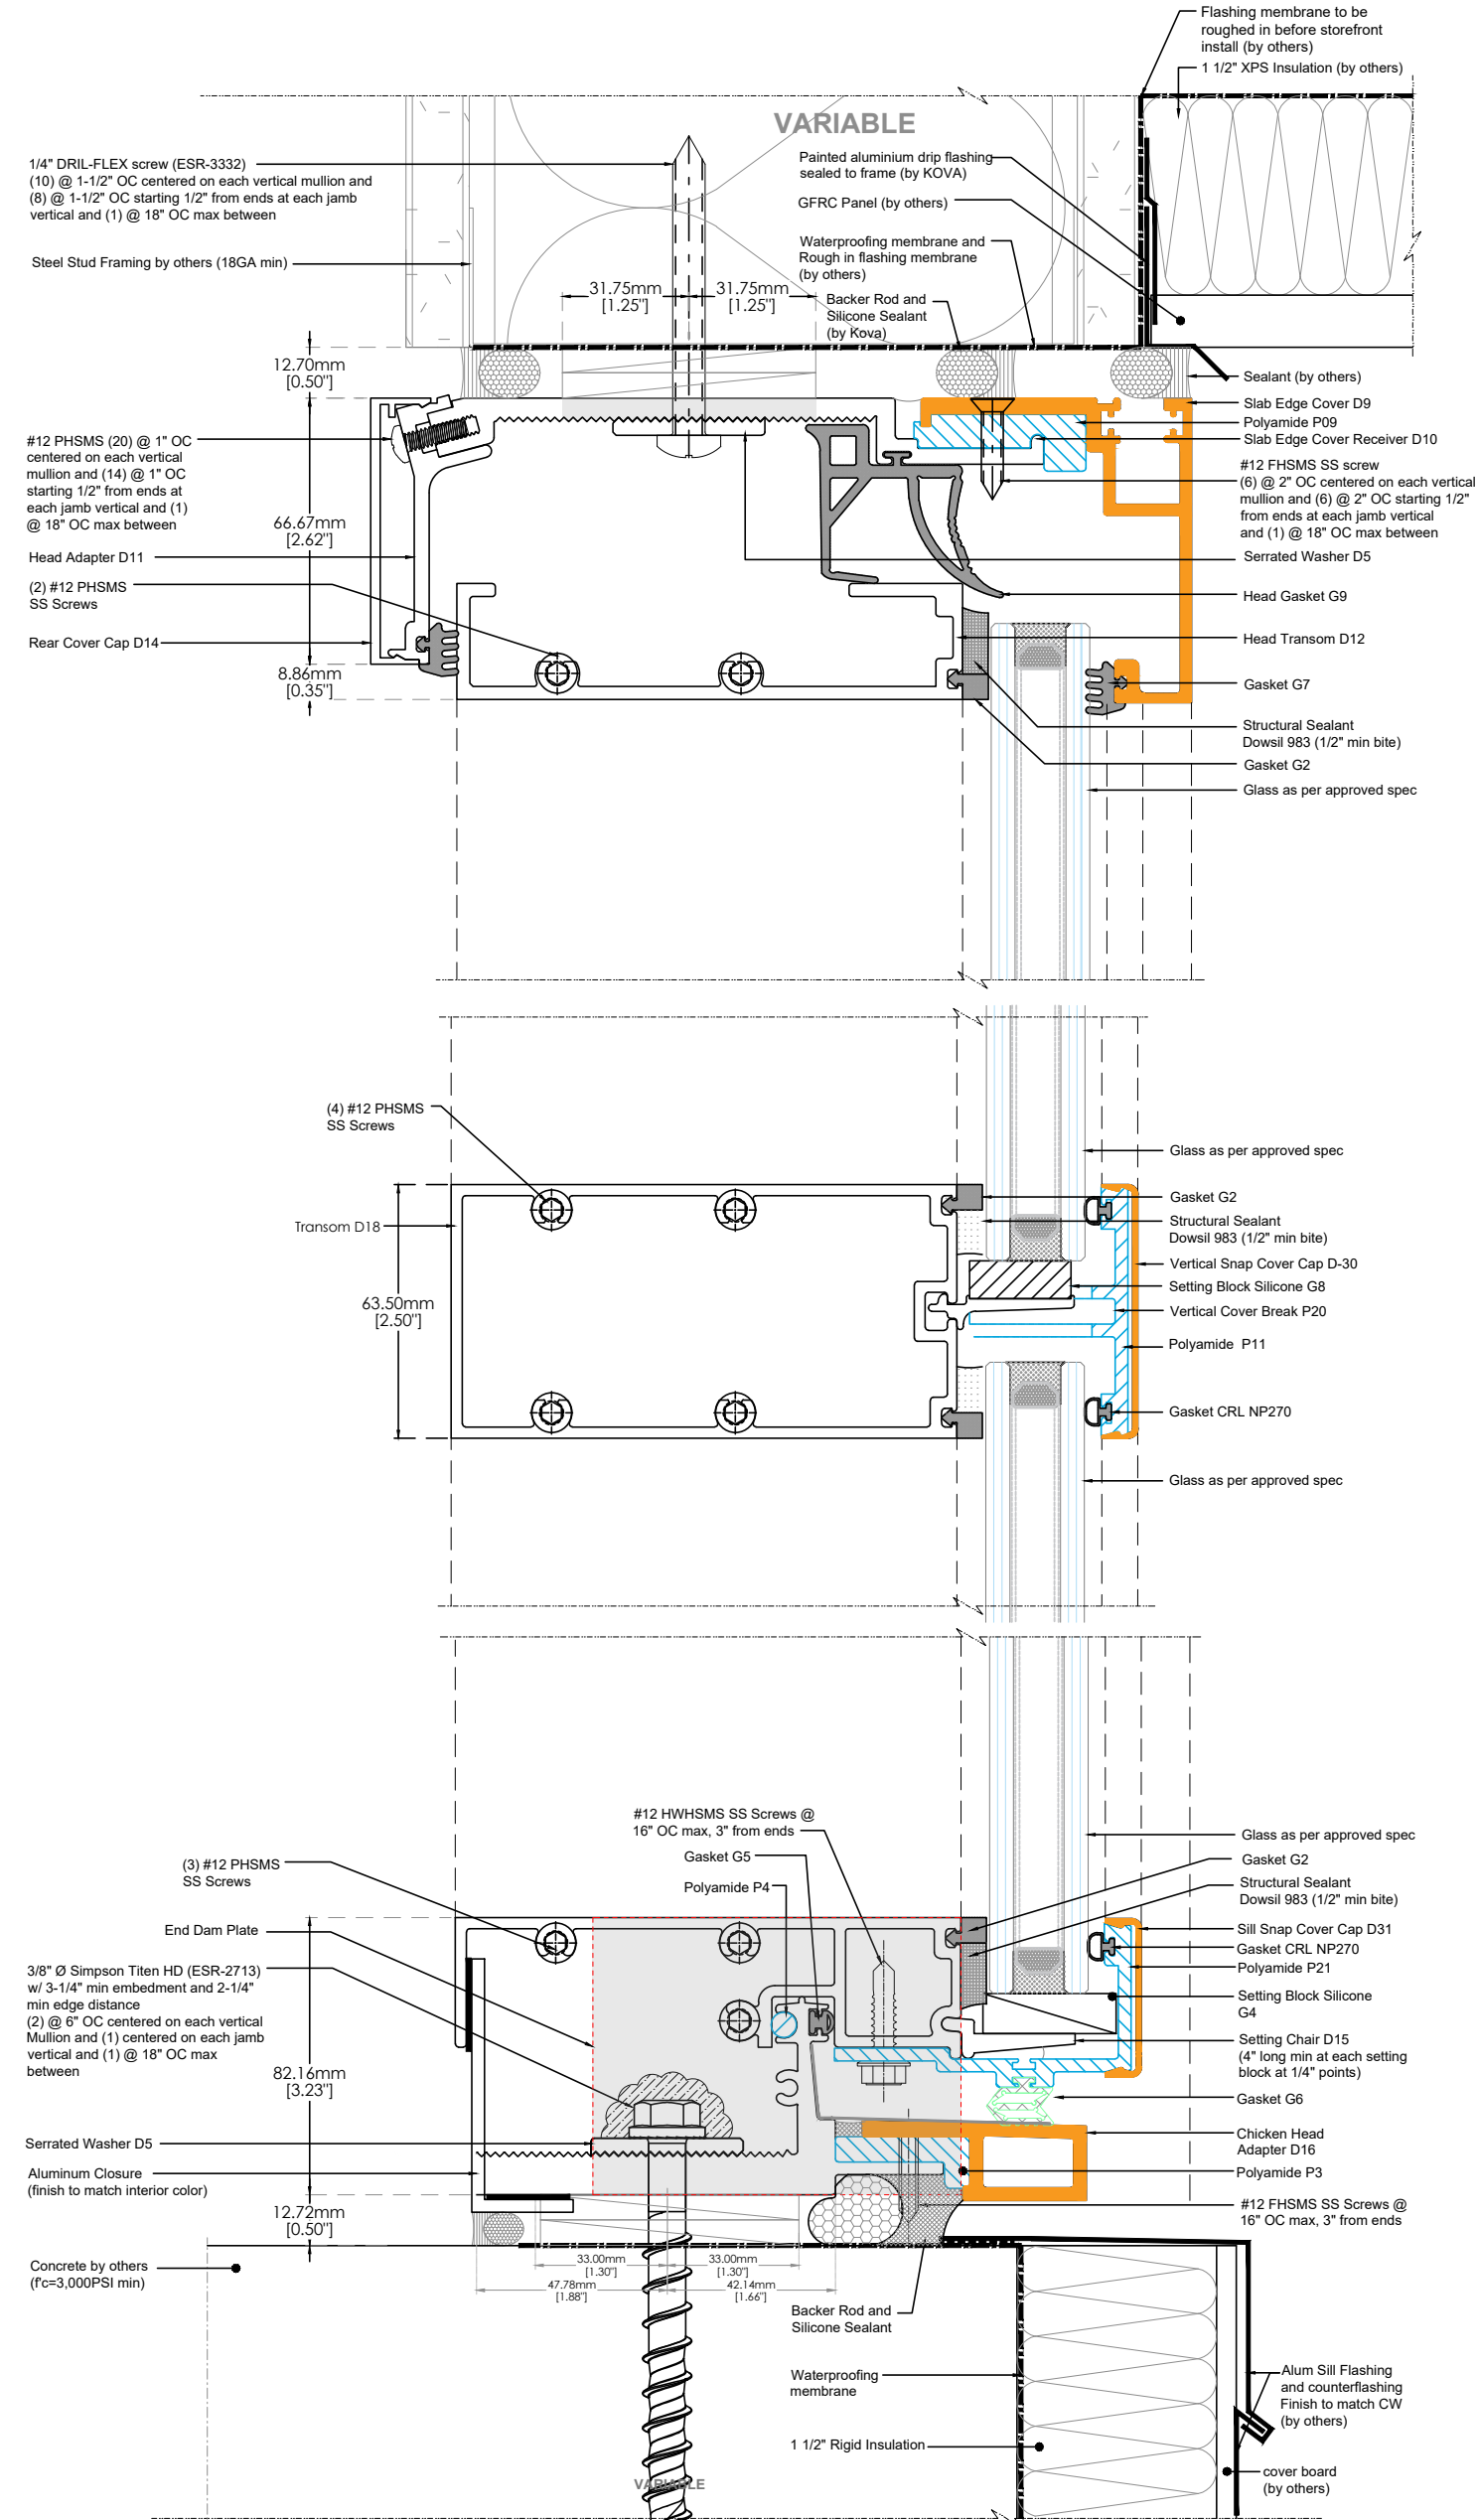 Flashing membrane to be
roughed in before storefront
install (by others)
1 1/2" XPS Insulation (by others)
VARIABLE
1/4" DRIL-FLEX screw (ESR-3332)
(10) @ 1-1/2" OC centered on each vertical mullion and
(8) @ 1-1/2" OC starting 1/2" from ends at each jamb
vertical and (1) @ 18" OC max between
Painted aluminium drip flashing
sealed to frame (by KOVA)
GFRC Panel (by others)
Steel Stud Framing by others (18GA min)
Waterproofing membrane and
Rough in flashing membrane
(by others)
31.75mm
[1.25"]
31.75mm
[1.25"]
Backer Rod and
Silicone Sealant
(by Kova)
12.70mm
[0.50"]
Sealant (by others)
Slab Edge Cover D9
Polyamide P09
Slab Edge Cover Receiver D10
#12 PHSMS (20) @ 1" OC
centered on each vertical
mullion and (14) @ 1" OC
starting 1/2" from ends at
each jamb vertical and (1)
@ 18" OC max between
#12 FHSMS SS screw
(6) @ 2" OC centered on each vertical
mullion and (6) @ 2" OC starting 1/2"
from ends at each jamb vertical
and (1) @ 18" OC max between
66.67mm
[2.62"]
Head Adapter D11
Serrated Washer D5
(2) #12 PHSMS
SS Screws
Head Gasket G9
Rear Cover Cap D14
Head Transom D12
8.86mm
[0.35"]
Gasket G7
Structural Sealant
Dowsil 983 (1/2" min bite)
Gasket G2
Glass as per approved spec
(4) #12 PHSMS
SS Screws
Glass as per approved spec
Gasket G2
Transom D18
Structural Sealant
Dowsil 983 (1/2" min bite)
Vertical Snap Cover Cap D-30
Setting Block Silicone G8
63.50mm
[2.50"]
Vertical Cover Break P20
Polyamide P11
Gasket CRL NP270
Glass as per approved spec
#12 HWHSMS SS Screws @
16" OC max, 3" from ends
Glass as per approved spec
Gasket G5
Gasket G2
(3) #12 PHSMS
SS Screws
Polyamide P4
Structural Sealant
Dowsil 983 (1/2" min bite)
End Dam Plate
Sill Snap Cover Cap D31
Gasket CRL NP270
Polyamide P21
3/8" Ø Simpson Titen HD (ESR-2713)
w/ 3-1/4" min embedment and 2-1/4"
min edge distance
(2) @ 6" OC centered on each vertical
Mullion and (1) centered on each jamb
vertical and (1) @ 18" OC max
between
Setting Block Silicone
G4
Setting Chair D15
(4" long min at each setting
block at 1/4" points)
82.16mm
[3.23"]
Gasket G6
Serrated Washer D5
Chicken Head
Adapter D16
Aluminum Closure
(finish to match interior color)
Polyamide P3
12.72mm
[0.50"]
#12 FHSMS SS Screws @
16" OC max, 3" from ends
Concrete by others
(f'c=3,000PSI min)
33.00mm
[1.30"]
33.00mm
[1.30"]
47.78mm
[1.88"]
42.14mm
[1.66"]
Backer Rod and
Silicone Sealant
Waterproofing
membrane
Alum Sill Flashing
and counterflashing
Finish to match CW
(by others)
1 1/2" Rigid Insulation
cover board
(by others)
VARIABLE